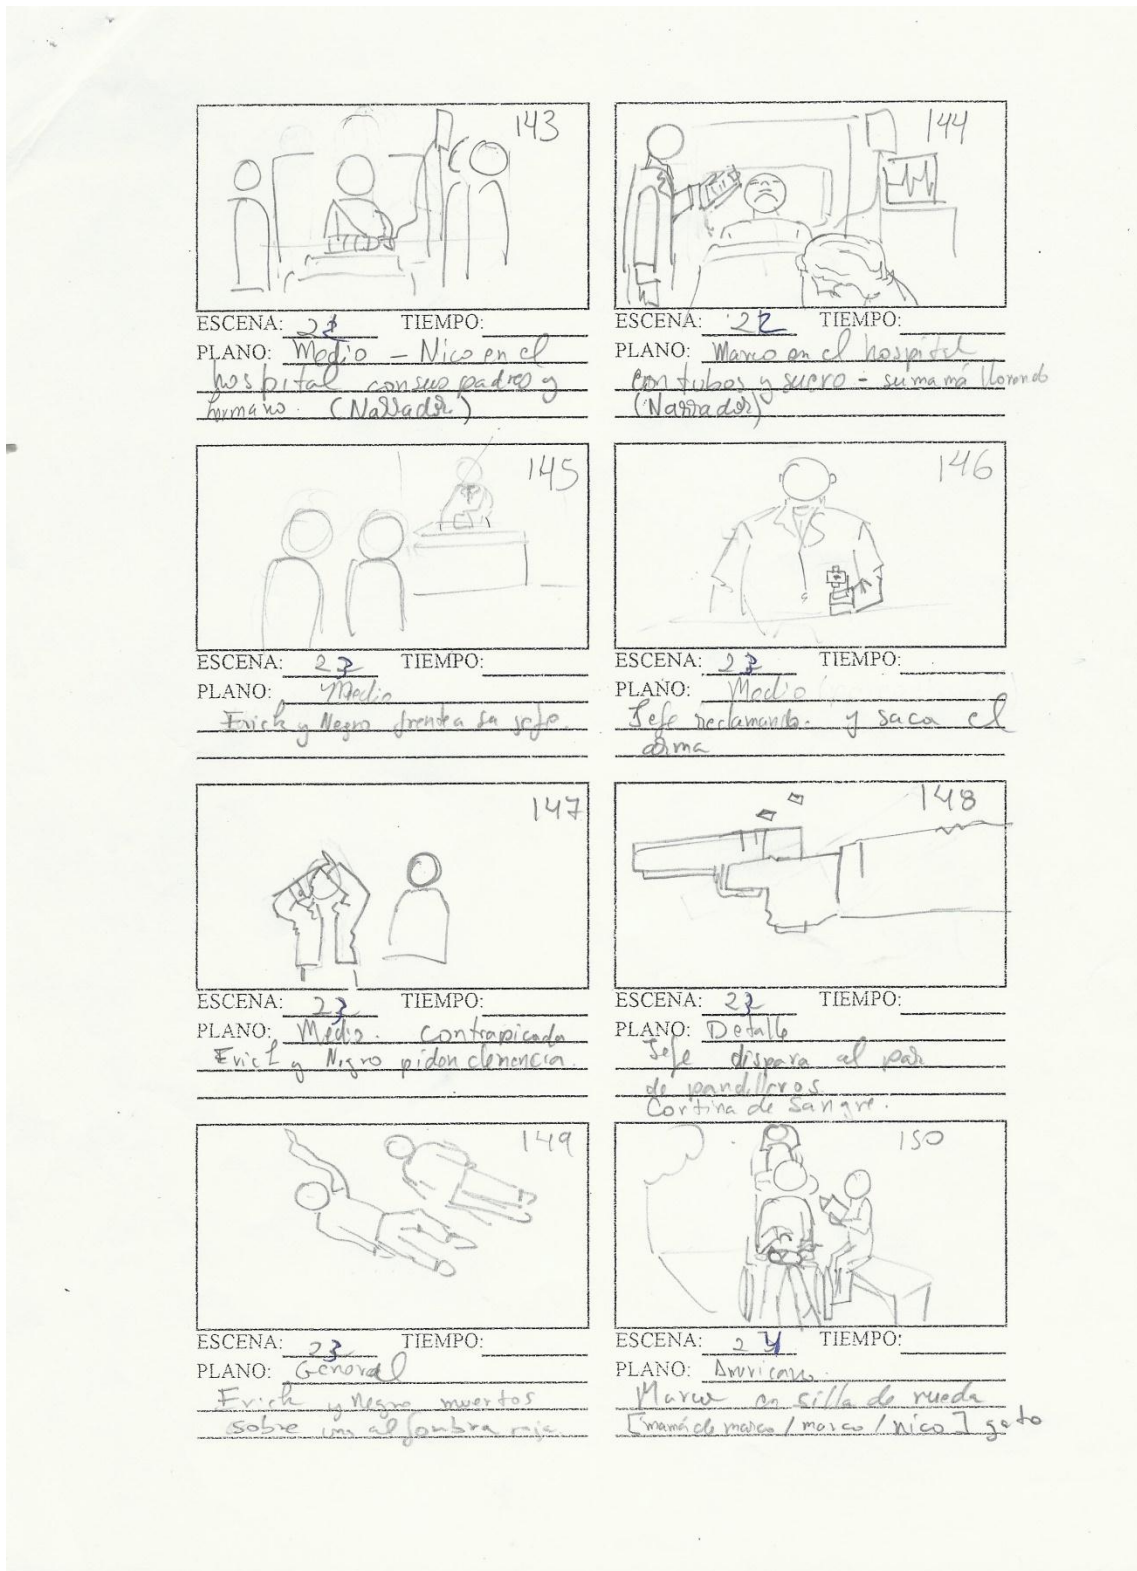 143
ESCENA: 21 TIEMPO:
PLANO: Medio - Nico en el
hospital con sus padres y
hermano. (Narrador)
144
ESCENA: 22 TIEMPO:
PLANO: Marco en el hospital
con tubos y suero - su mamá llorando
(Narrador)
145
ESCENA: 23 TIEMPO:
PLANO: Medio
Erick y Negro frente a su jefe.
146
ESCENA: 23 TIEMPO:
PLANO: Medio
Jefe reclamando. y saca el
arma
147
ESCENA: 23 TIEMPO:
PLANO: Medio. Contrapicada
Erick y Negro piden clemencia.
148
ESCENA: 23 TIEMPO:
PLANO: Detalle
Jefe dispara al par
de pandilleros.
Cortina de Sangre.
149
ESCENA: 23 TIEMPO:
PLANO: General
Erick y Negro muertos
sobre una alfombra roja.
150
ESCENA: 24 TIEMPO:
PLANO: Americano.
Marco en silla de rueda
[mamá de marco / marco / nico] gato